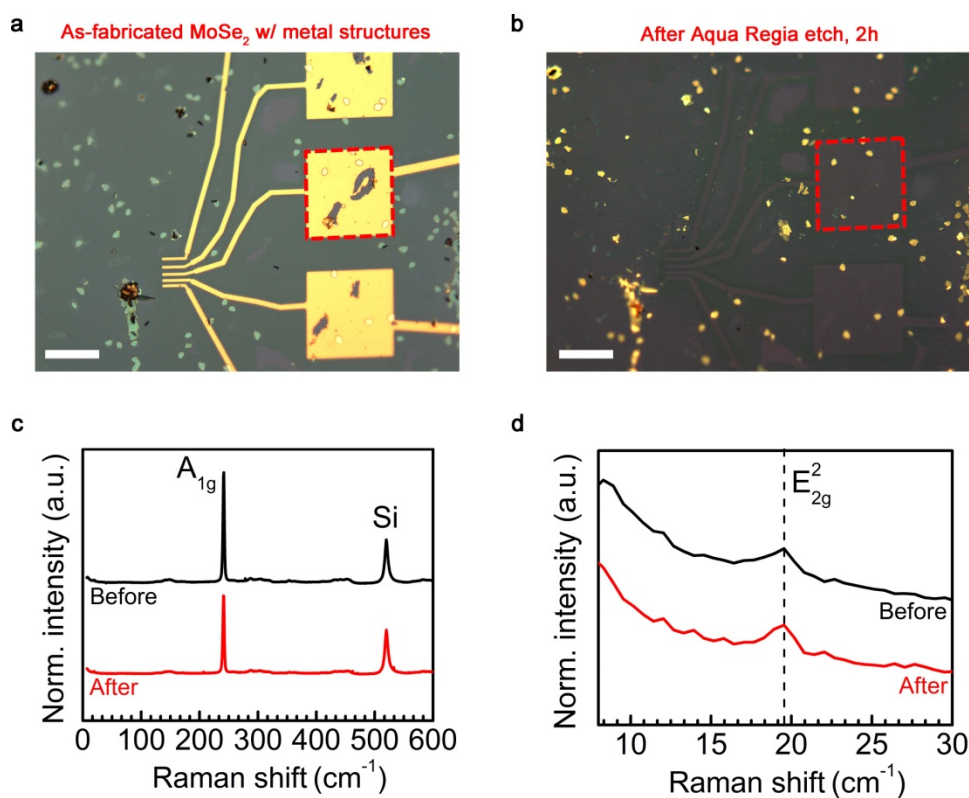 a
As-fabricated MoSe₂ w/ metal structures
b
After Aqua Regia etch, 2h
c
Norm. intensity (a.u.)
A₁g
Si
Before
After
0 100 200 300 400 500 600
Raman shift (cm⁻¹)
d
Norm. intensity (a.u.)
E²₂g
Before
After
10 15 20 25 30
Raman shift (cm⁻¹)